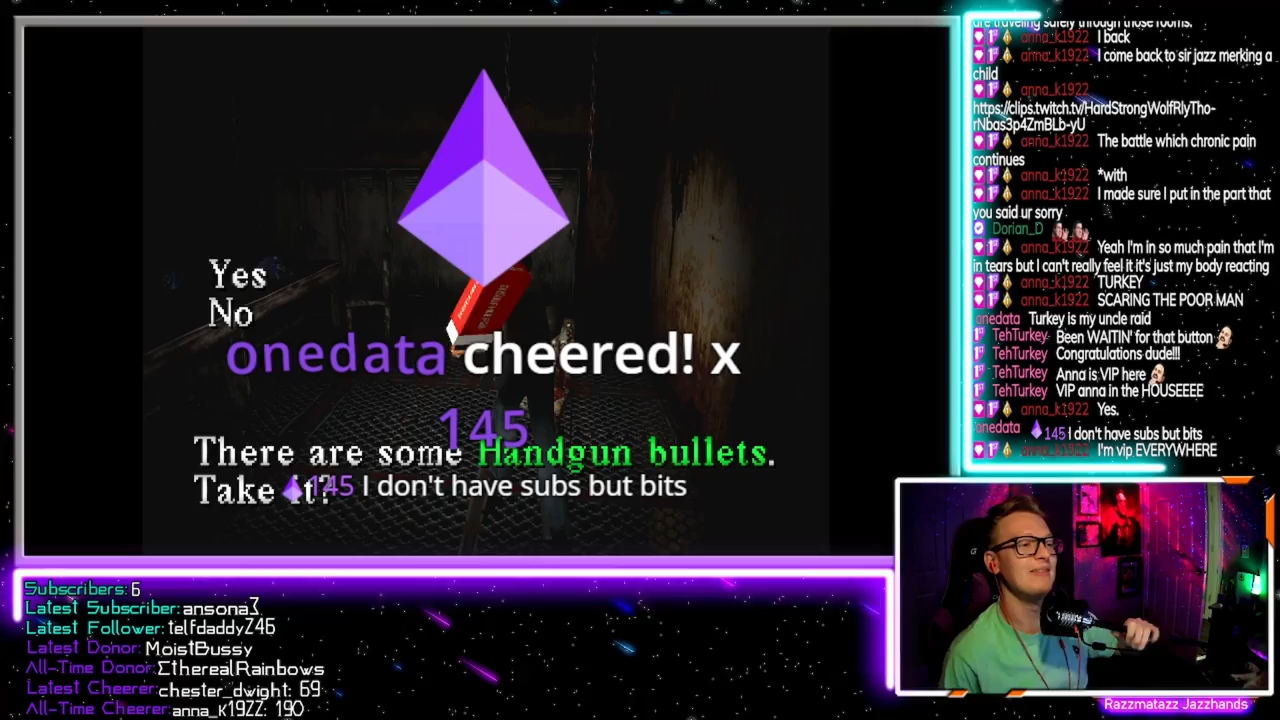 Yes
No
onedata cheered! x
145
There are some Handgun bullets.
Take it?
145 I don't have subs but bits
are traveling safely through those rooms.
anna_k1922 I back
anna_k1922 I come back to sir jazz merking a
child
anna_k1922
https://clips.twitch.tv/HardStrongWolfRlyTho-
rNbas3p4ZmBLb-yU
anna_k1922 The battle which chronic pain
continues
anna_k1922 *with
anna_k1922 I made sure I put in the part that
you said ur sorry
Dorian_D
anna_k1922 Yeah I'm in so much pain that I'm
in tears but I can't really feel it it's just my body reacting
anna_k1922 TURKEY
anna_k1922 SCARING THE POOR MAN
onedata Turkey is my uncle raid
TehTurkey Been WAITIN' for that button
TehTurkey Congratulations dude!!!
TehTurkey Anna is VIP here
TehTurkey VIP anna in the HOUSEEEE
anna_k1922 Yes.
onedata 145 I don't have subs but bits
anna_k1922 I'm vip EVERYWHERE
Subscribers: 6
Latest Subscriber: ansona7
Latest Follower: telfdaddy246
Latest Donor: MoistBussy
All-Time Donor: EtherealRainbows
Latest Cheerer: chester_dwight: 69
All-Time Cheerer: anna_k1922: 190
Razzmatazz Jazzhands